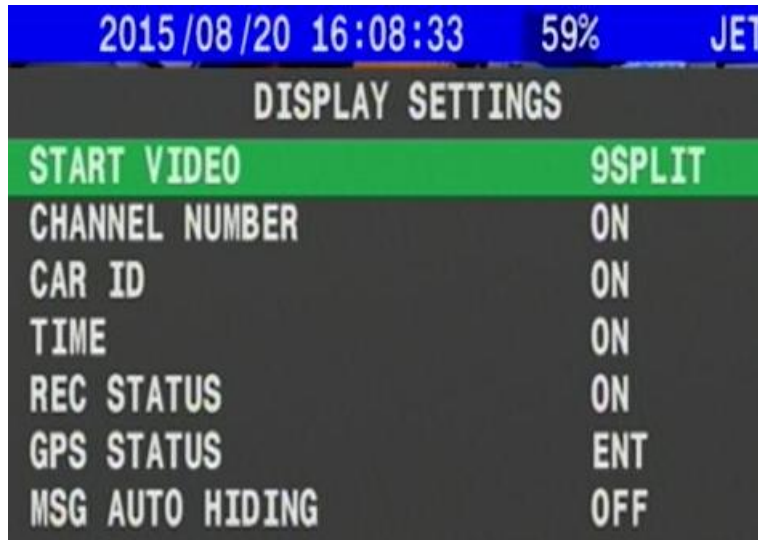 2015/08/20 16:08:33 59% JET
DISPLAY SETTINGS
START VIDEO 9SPLIT
CHANNEL NUMBER ON
CAR ID ON
TIME ON
REC STATUS ON
GPS STATUS ENT
MSG AUTO HIDING OFF